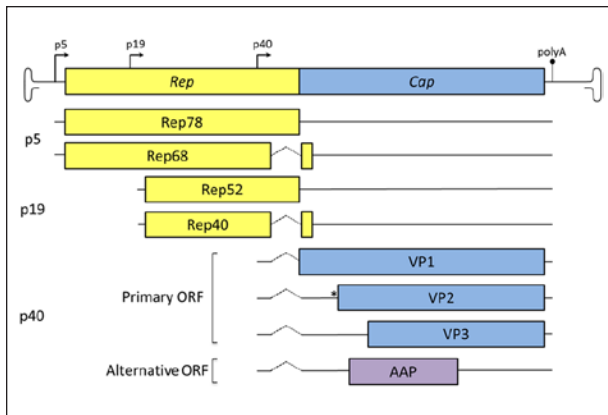 p5 p19 p40 polyA
Rep Cap
p5
Rep78
Rep68
p19
Rep52
Rep40
p40
Primary ORF
VP1
* VP2
VP3
Alternative ORF
AAP